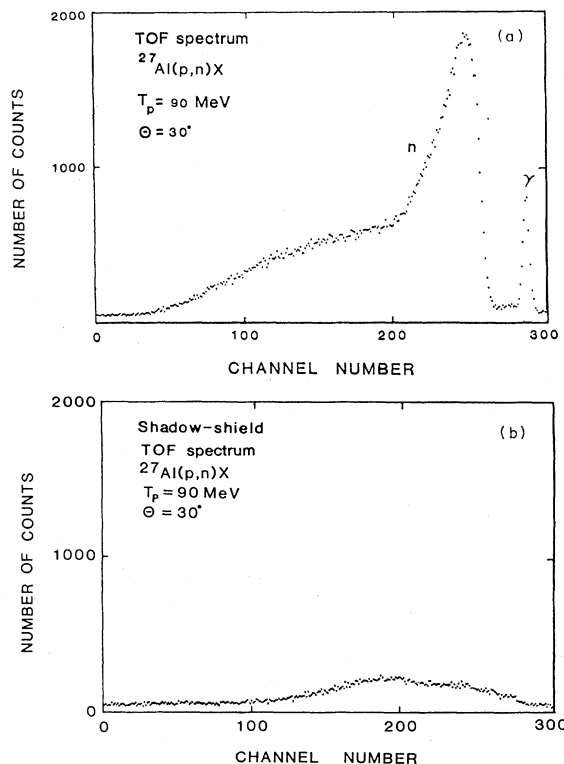 2000
(a)
TOF spectrum
²⁷Al(p,n)X
Tp = 90 MeV
Θ = 30°
n
γ
1000
0
0 100 200 300
NUMBER OF COUNTS
CHANNEL NUMBER
2000
(b)
Shadow-shield
TOF spectrum
²⁷Al(p,n)X
Tp = 90 MeV
Θ = 30°
1000
0
0 100 200 300
NUMBER OF COUNTS
CHANNEL NUMBER